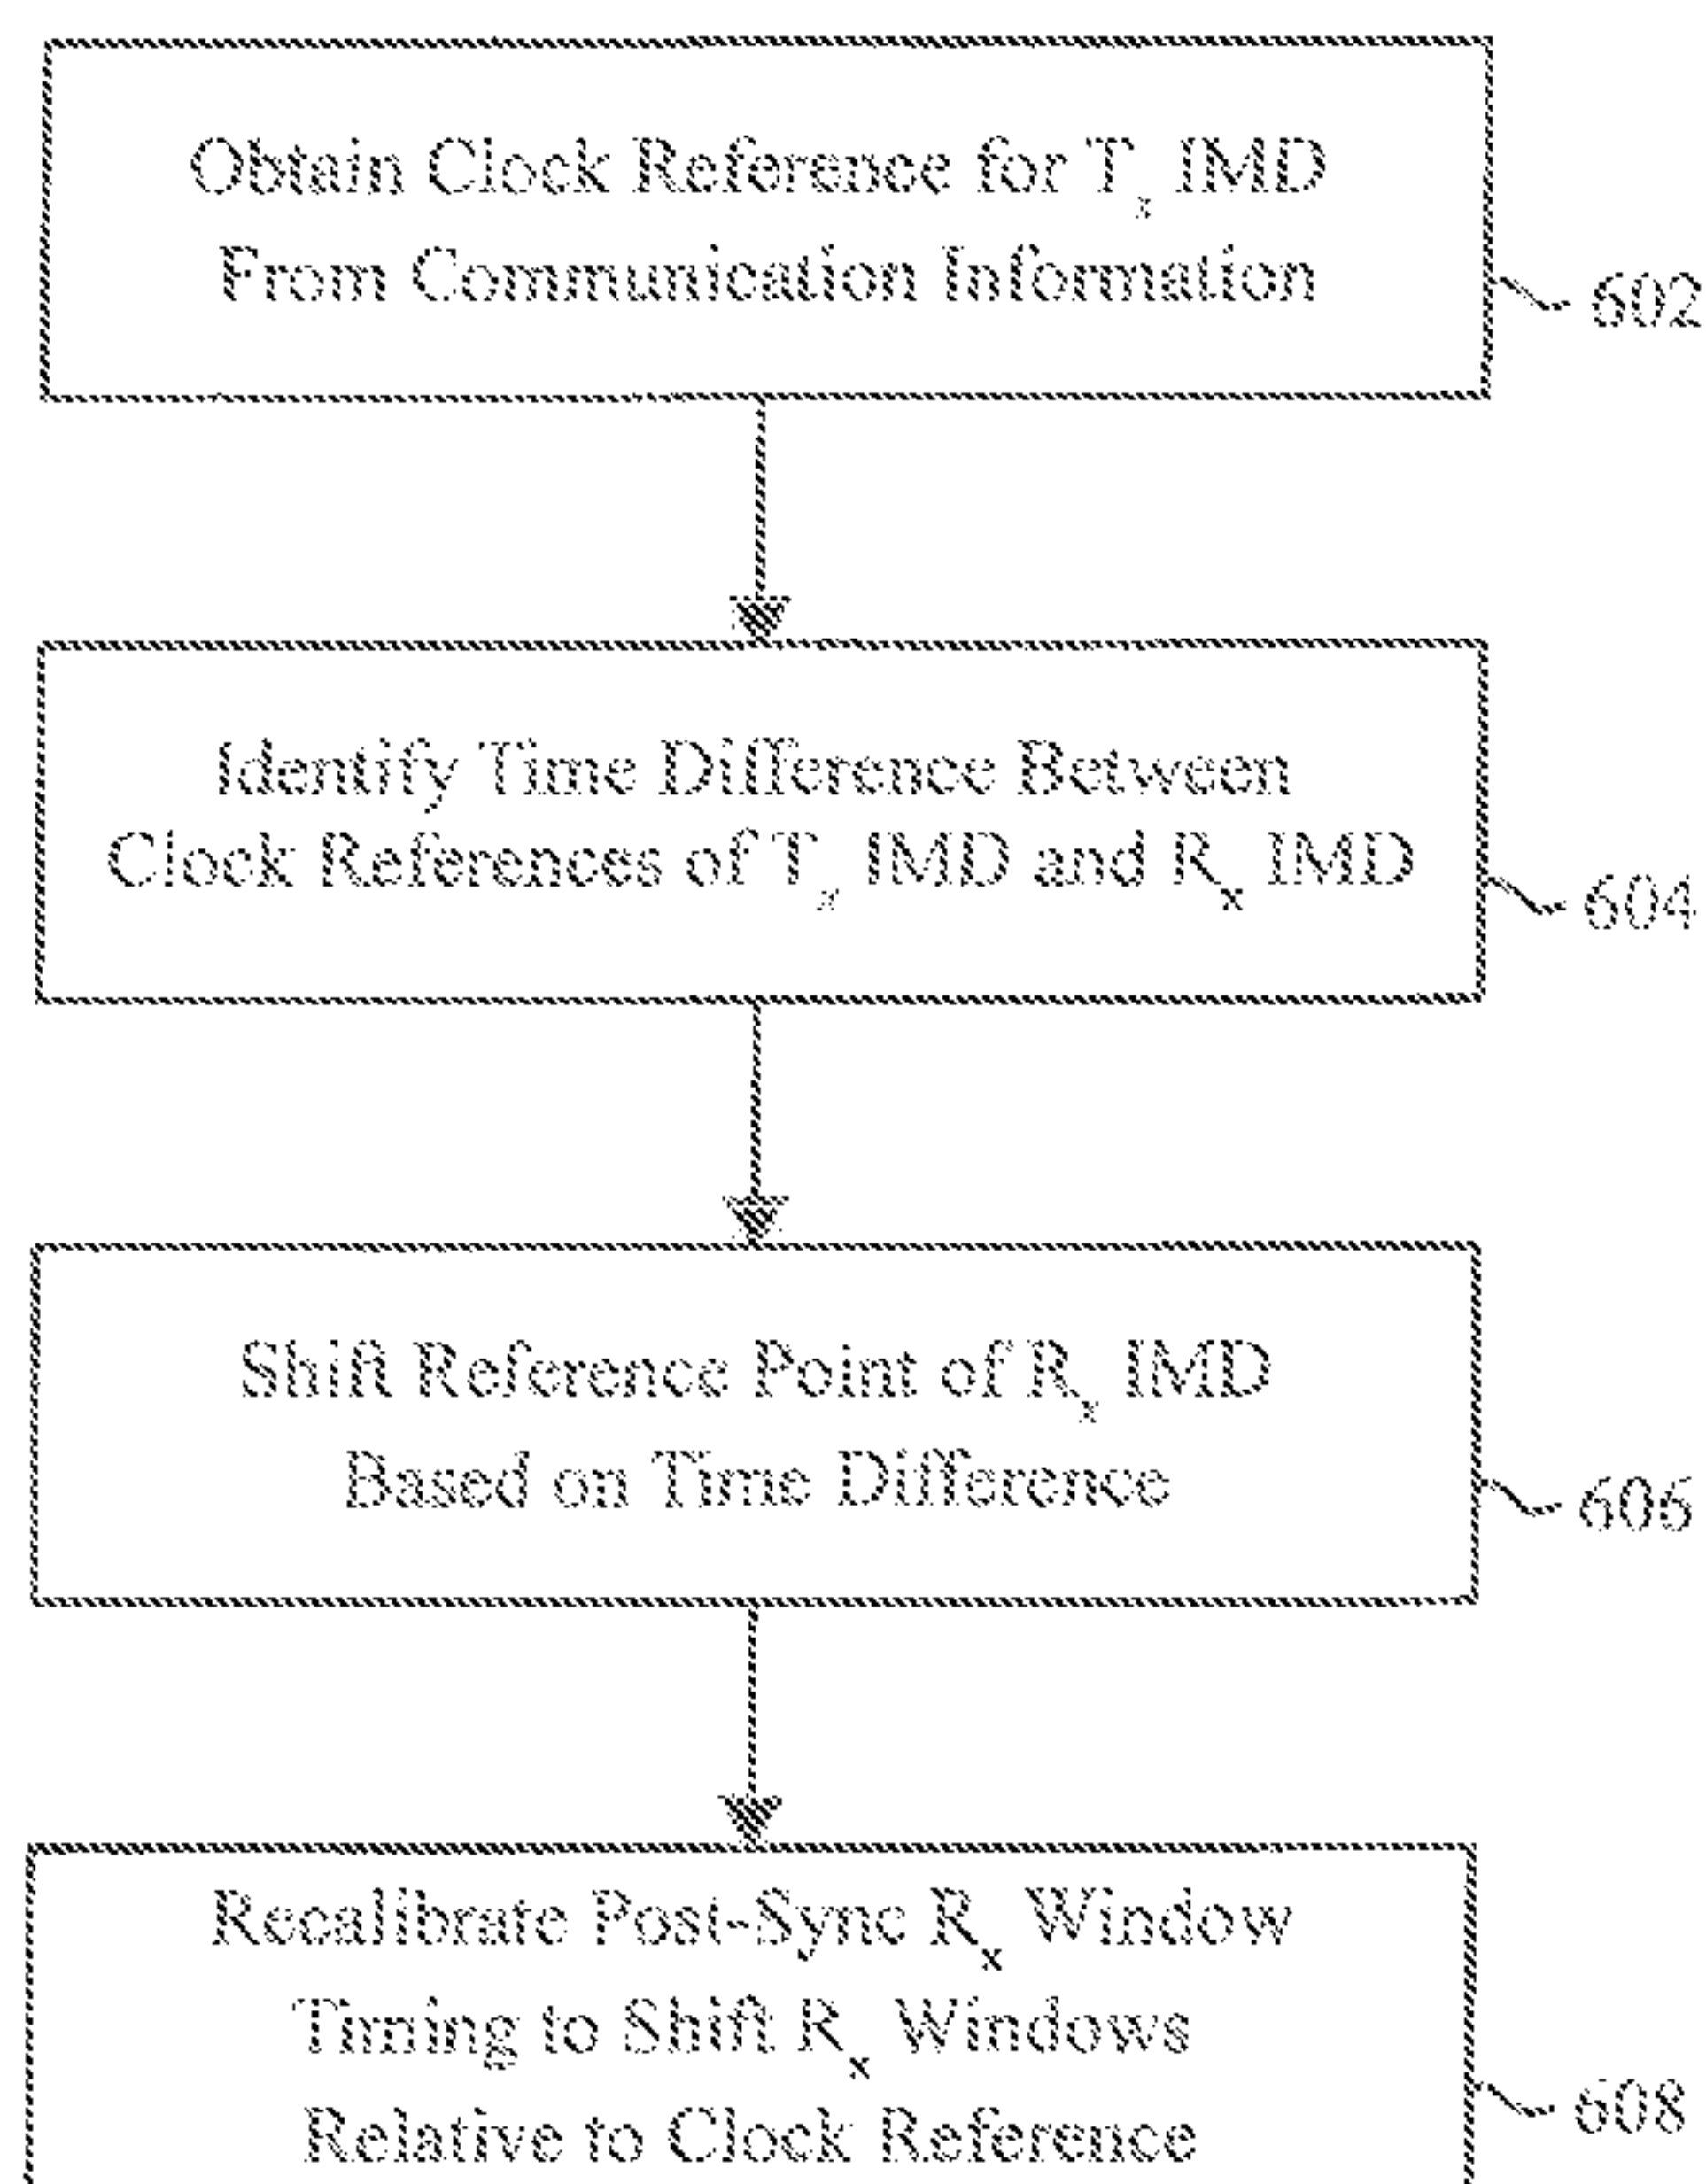 Obtain Clock Reference for Tx IMD
From Communication Information
602
Identify Time Difference Between
Clock References of Tx IMD and Rx IMD
604
Shift Reference Point of Rx IMD
Based on Time Difference
606
Recalibrate Post-Sync Rx Window
Timing to Shift Rx Windows
Relative to Clock Reference
608